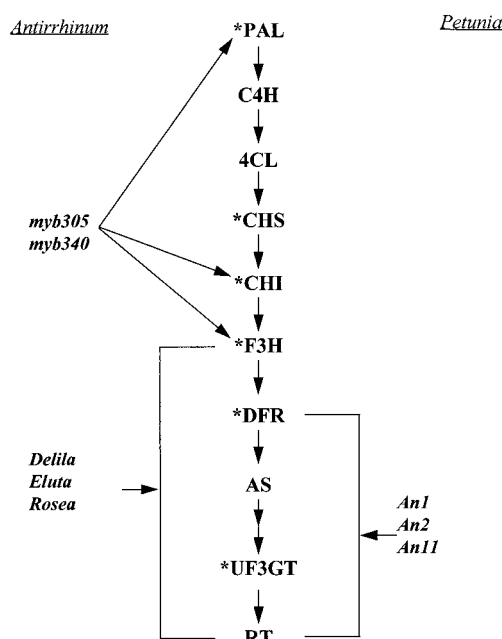 Antirrhinum
Petunia
*PAL
C4H
4CL
*CHS
myb305
myb340
*CHI
*F3H
*DFR
Delila
Eluta
Rosea
AS
An1
An2
An11
*UF3GT
RT